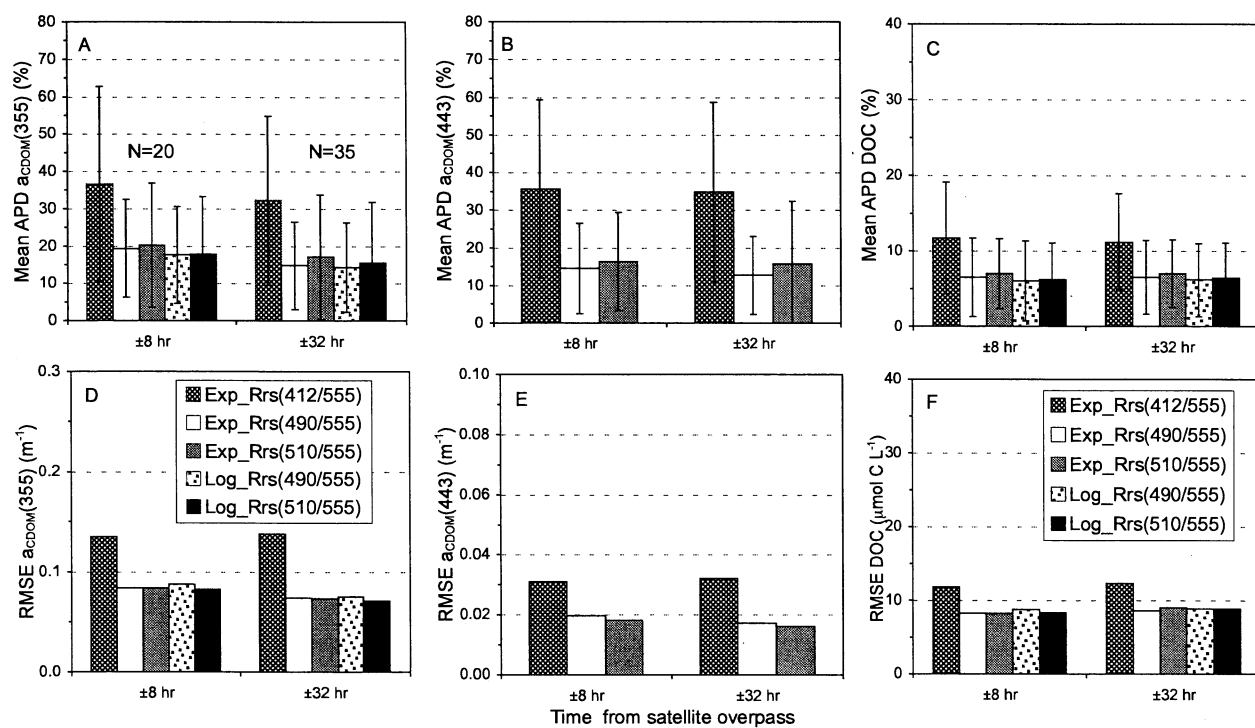 A
Mean APD aCDOM(355) (%)
80
70
60
50
40
30
20
10
0
N=20
N=35
±8 hr
±32 hr
B
Mean APD aCDOM(443) (%)
80
70
60
50
40
30
20
10
0
±8 hr
±32 hr
C
Mean APD DOC (%)
40
30
20
10
0
±8 hr
±32 hr
D
RMSE aCDOM(355) (m-1)
0.3
0.2
0.1
0.0
Exp_Rrs(412/555)
Exp_Rrs(490/555)
Exp_Rrs(510/555)
Log_Rrs(490/555)
Log_Rrs(510/555)
±8 hr
±32 hr
E
RMSE aCDOM(443) (m-1)
0.10
0.08
0.06
0.04
0.02
0.00
±8 hr
±32 hr
F
RMSE DOC (µmol C L-1)
40
30
20
10
0
Exp_Rrs(412/555)
Exp_Rrs(490/555)
Exp_Rrs(510/555)
Log_Rrs(490/555)
Log_Rrs(510/555)
±8 hr
±32 hr
Time from satellite overpass